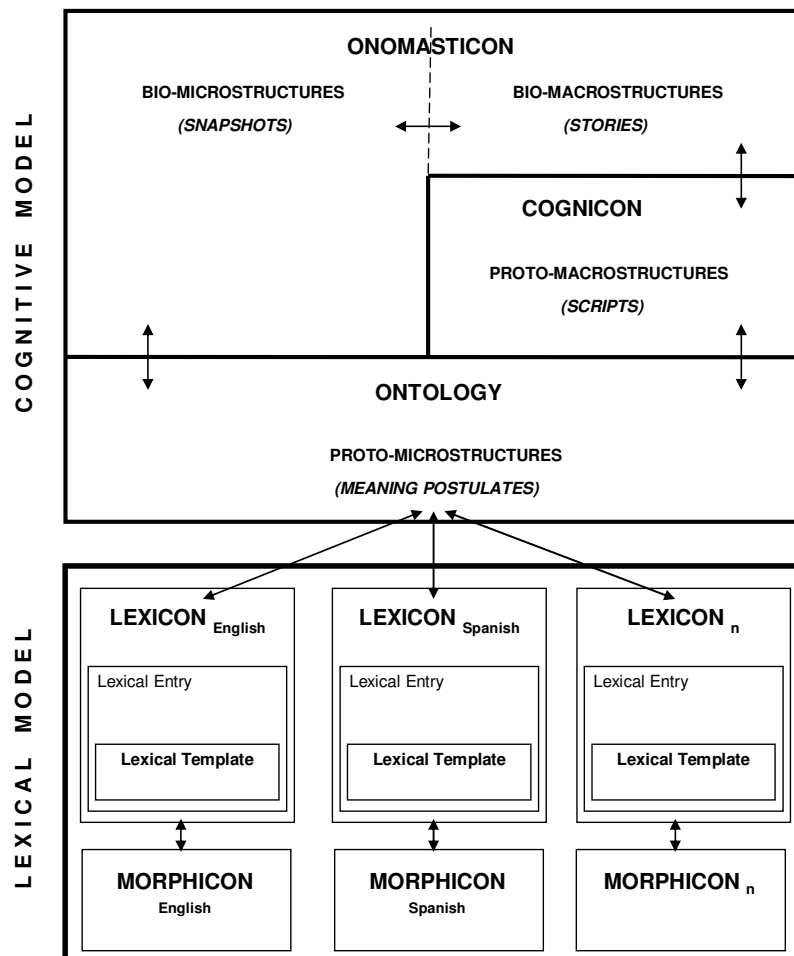 COGNITIVE MODEL
ONOMASTICON
BIO-MICROSTRUCTURES
(SNAPSHOTS)
BIO-MACROSTRUCTURES
(STORIES)
COGNICON
PROTO-MACROSTRUCTURES
(SCRIPTS)
ONTOLOGY
PROTO-MICROSTRUCTURES
(MEANING POSTULATES)
LEXICAL MODEL
LEXICON English
Lexical Entry
Lexical Template
MORPHICON
English
LEXICON Spanish
Lexical Entry
Lexical Template
MORPHICON
Spanish
LEXICON n
Lexical Entry
Lexical Template
MORPHICON n